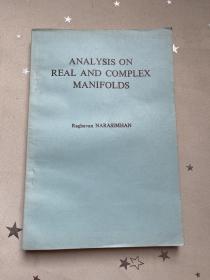 ANALYSIS ON
REAL AND COMPLEX
MANIFOLDS
Raghavan NARASIMHAN